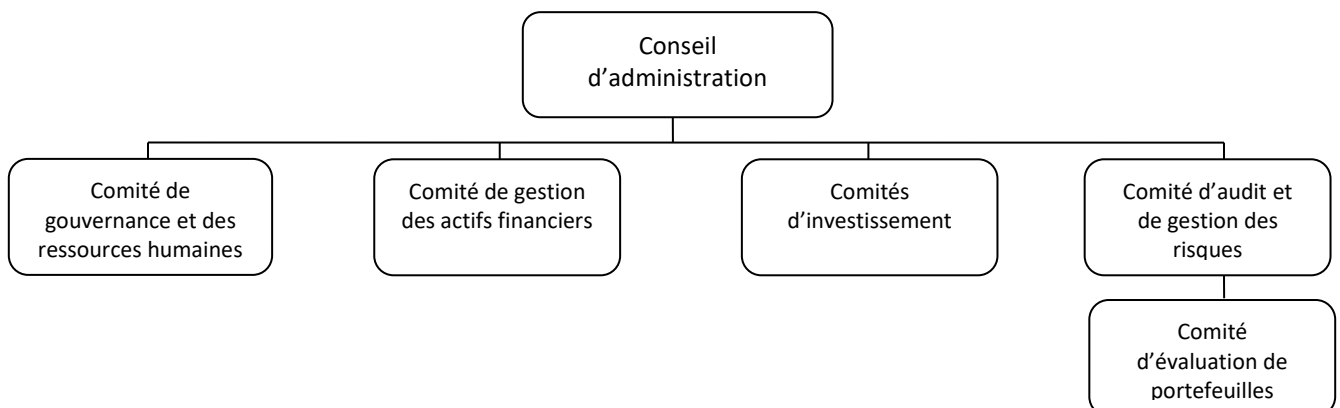 Conseil
d’administration
Comité de
gouvernance et des
ressources humaines
Comité de gestion
des actifs financiers
Comités
d’investissement
Comité d’audit et
de gestion des
risques
Comité
d’évaluation de
portefeuilles